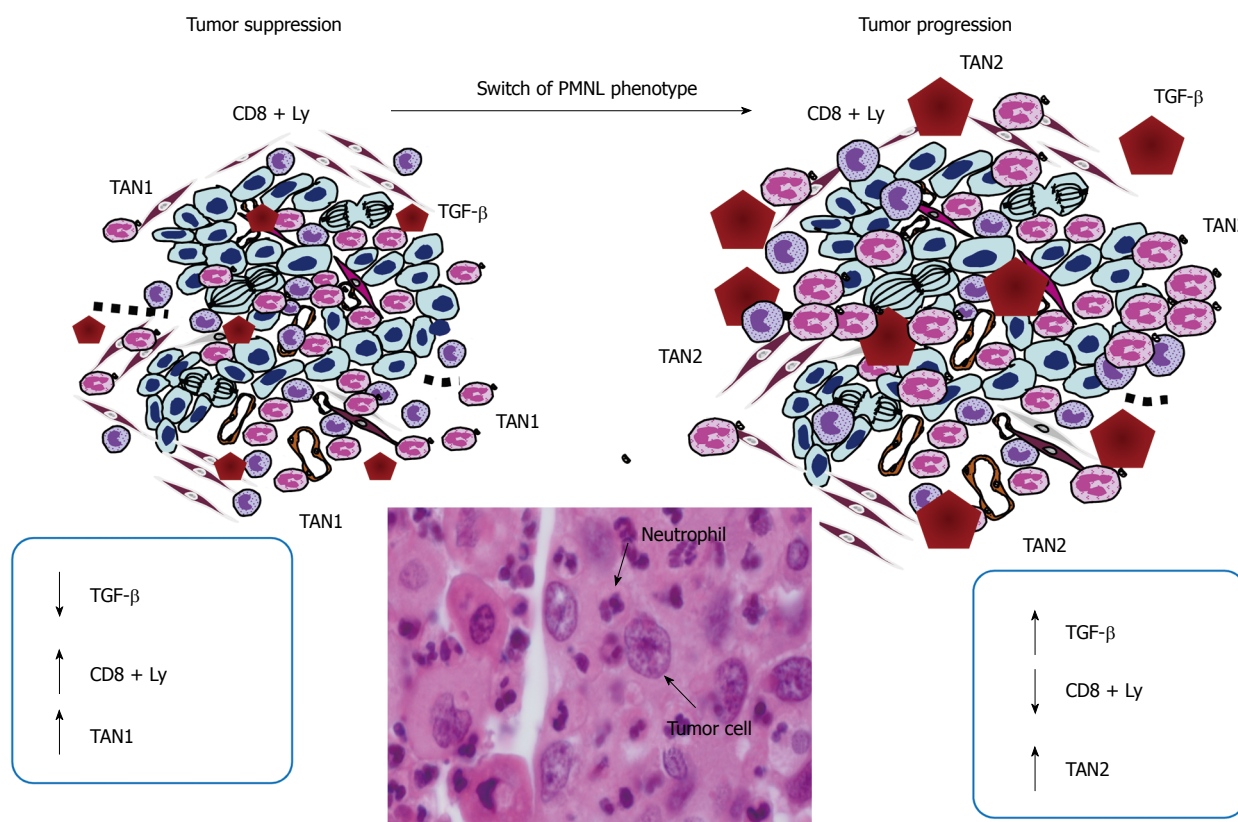 Tumor suppression
Tumor progression
TAN2
Switch of PMNL phenotype
TGF-β
CD8 + Ly
CD8 + Ly
TAN1
TGF-β
TAN2
TAN1
TAN1
TAN2
Neutrophil
Tumor cell
TGF-β
CD8 + Ly
TAN1
TGF-β
CD8 + Ly
TAN2